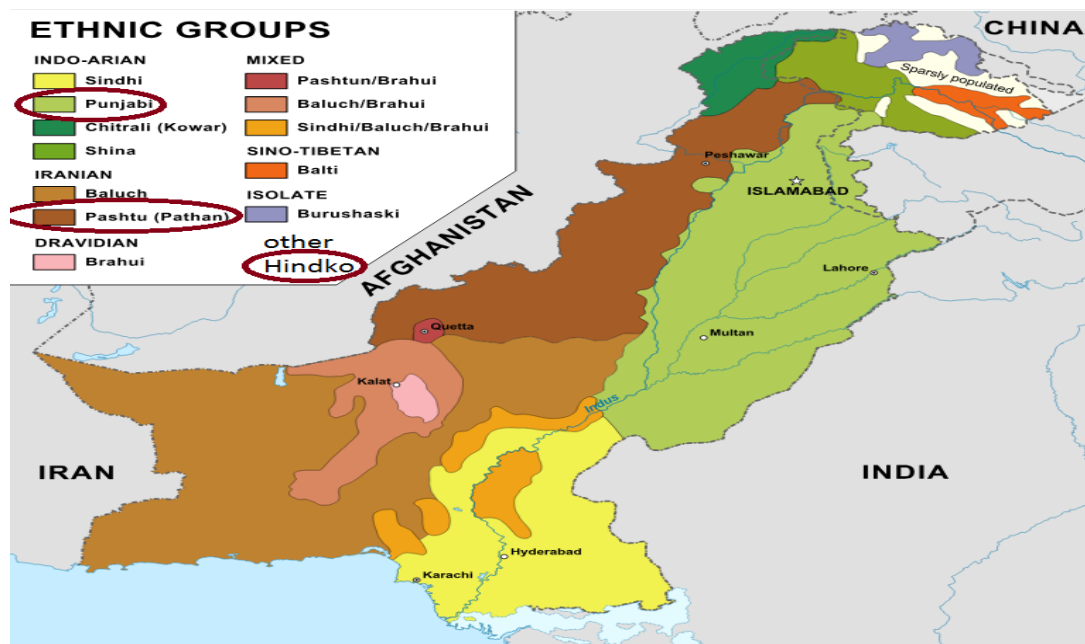 ETHNIC GROUPS
INDO-ARIAN
Sindhi
Punjabi
Chitrali (Kowar)
Shina
IRANIAN
Baluch
Pashtu (Pathan)
DRAVIDIAN
Brahui
MIXED
Pashtun/Brahui
Baluch/Brahui
Sindhi/Baluch/Brahui
SINO-TIBETAN
Balti
ISOLATE
Burushaski
other
Hindko
CHINA
Sparsly populated
Peshawar
ISLAMABAD
AFGHANISTAN
Lahore
Quetta
Multan
Kalat
Indus
IRAN
INDIA
Hyderabad
Karachi